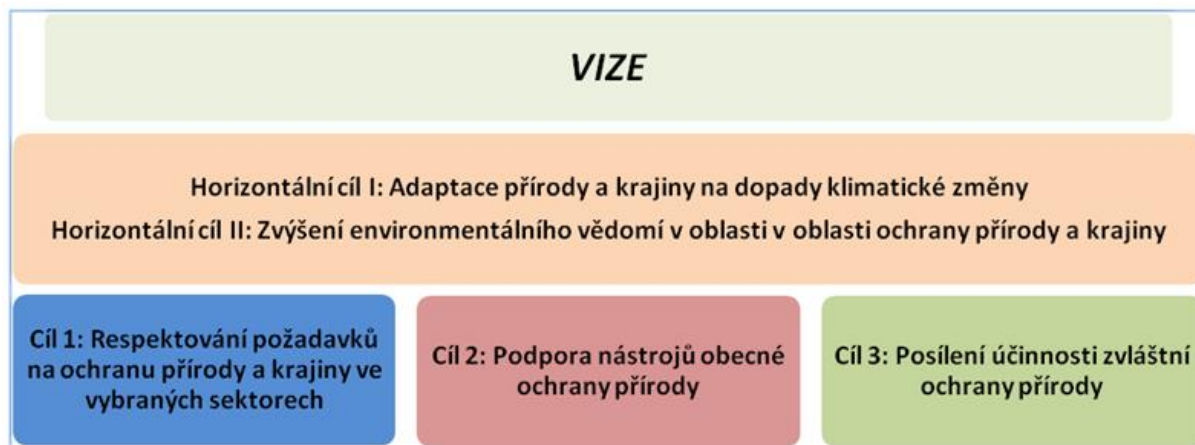 VIZE
Horizontální cíl I: Adaptace přírody a krajiny na dopady klimatické změny
Horizontální cíl II: Zvýšení environmentálního vědomí v oblasti v oblasti ochrany přírody a krajiny
Cíl 1: Respektování požadavků
na ochranu přírody a krajiny ve
vybraných sektorech
Cíl 2: Podpora nástrojů obecné
ochrany přírody
Cíl 3: Posílení účinnosti zvláštní
ochrany přírody